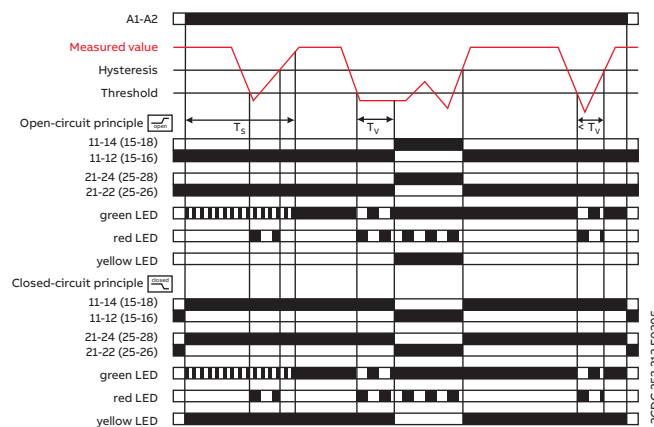 A1-A2
Measured value
Hysteresis
Threshold
Open-circuit principle open
Ts
Tv
< Tv
11-14 (15-18)
11-12 (15-16)
21-24 (25-28)
21-22 (25-26)
green LED
red LED
yellow LED
Closed-circuit principle closed
11-14 (15-18)
11-12 (15-16)
21-24 (25-28)
21-22 (25-26)
green LED
red LED
yellow LED